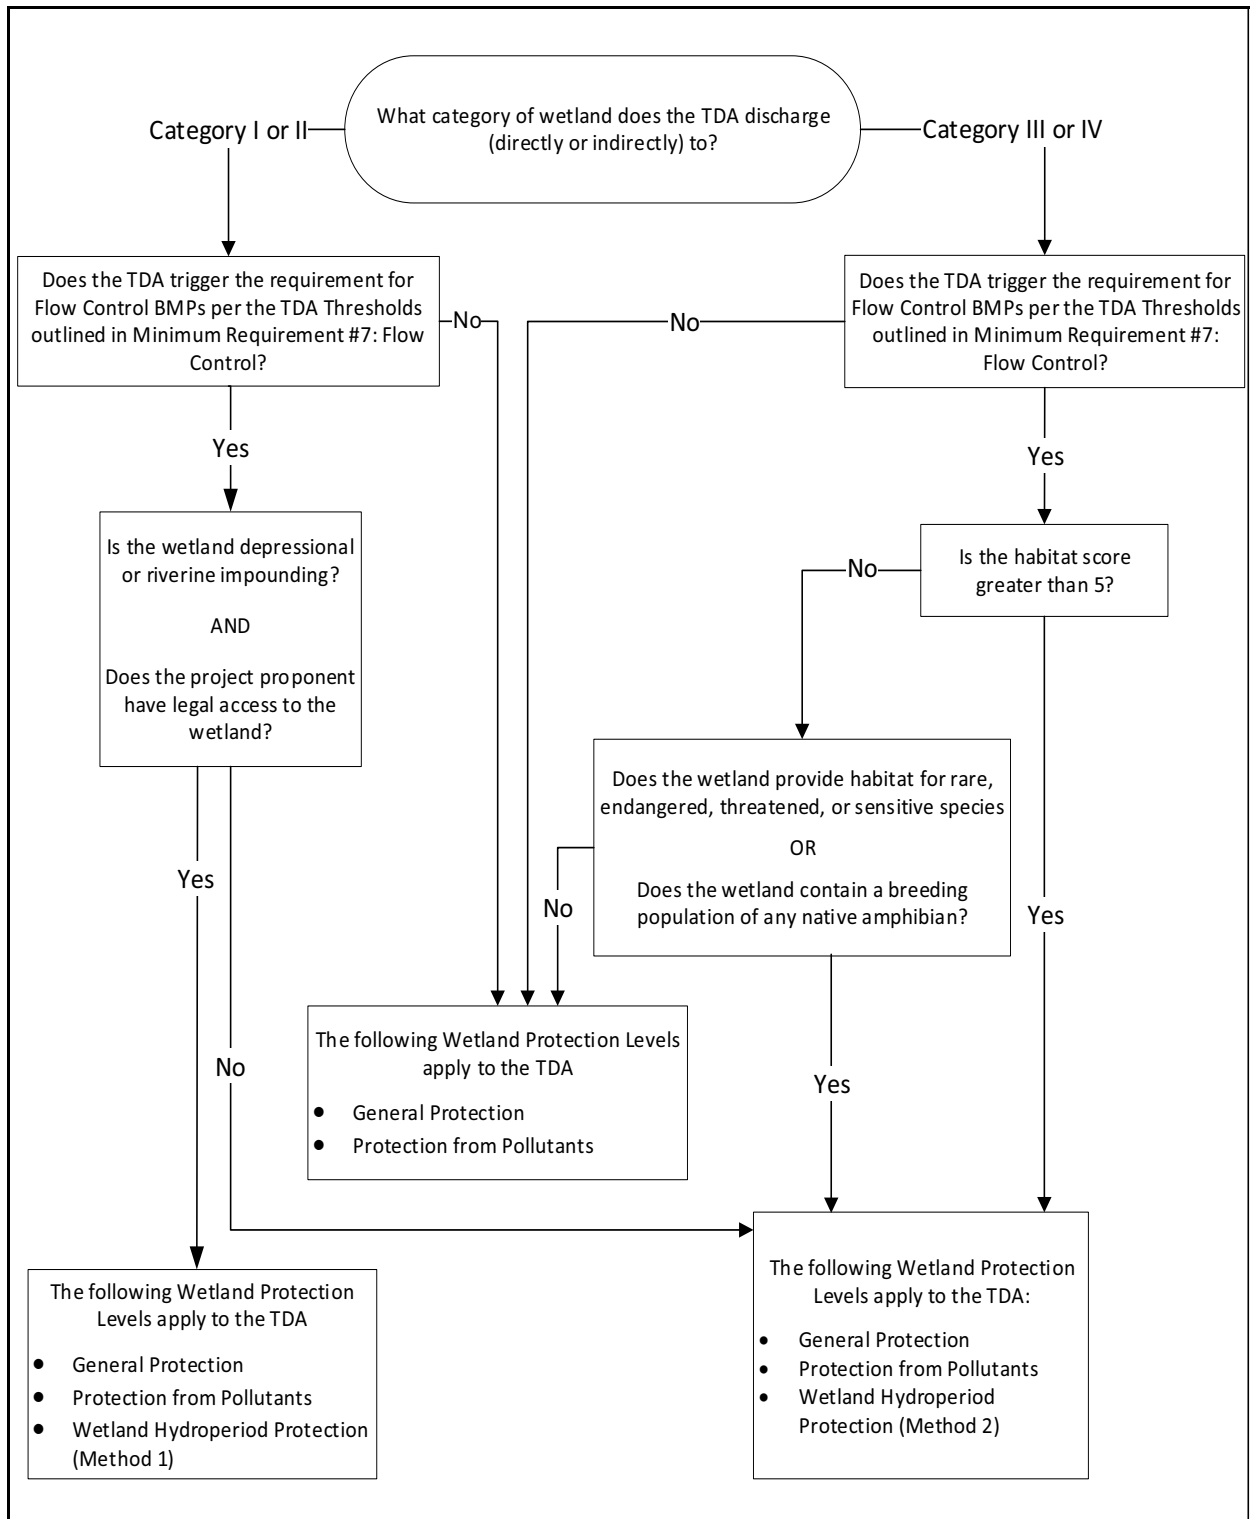 What category of wetland does the TDA discharge
(directly or indirectly) to?
Category I or II
Category III or IV
Does the TDA trigger the requirement for
Flow Control BMPs per the TDA Thresholds
outlined in Minimum Requirement #7: Flow
Control?
No
No
Does the TDA trigger the requirement for
Flow Control BMPs per the TDA Thresholds
outlined in Minimum Requirement #7:
Flow Control?
Yes
Yes
Is the wetland depressional
or riverine impounding?
AND
Does the project proponent
have legal access to the
wetland?
No
Is the habitat score
greater than 5?
Does the wetland provide habitat for rare,
endangered, threatened, or sensitive species
OR
Does the wetland contain a breeding
population of any native amphibian?
Yes
No
Yes
The following Wetland Protection Levels
apply to the TDA
• General Protection
• Protection from Pollutants
No
Yes
The following Wetland Protection
Levels apply to the TDA
• General Protection
• Protection from Pollutants
• Wetland Hydroperiod Protection
(Method 1)
The following Wetland Protection
Levels apply to the TDA:
• General Protection
• Protection from Pollutants
• Wetland Hydroperiod
Protection (Method 2)